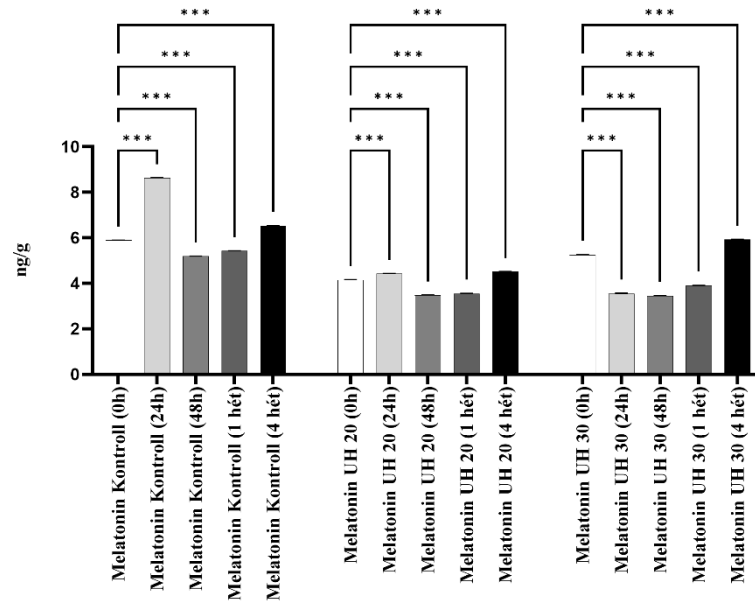 *** *** ***
*** *** ***
*** *** ***
*** *** ***
ng/g
10
8
6
4
2
0
Melatonin Kontroll (0h)
Melatonin Kontroll (24h)
Melatonin Kontroll (48h)
Melatonin Kontroll (1 hét)
Melatonin Kontroll (4 hét)
Melatonin UH 20 (0h)
Melatonin UH 20 (24h)
Melatonin UH 20 (48h)
Melatonin UH 20 (1 hét)
Melatonin UH 20 (4 hét)
Melatonin UH 30 (0h)
Melatonin UH 30 (24h)
Melatonin UH 30 (48h)
Melatonin UH 30 (1 hét)
Melatonin UH 30 (4 hét)